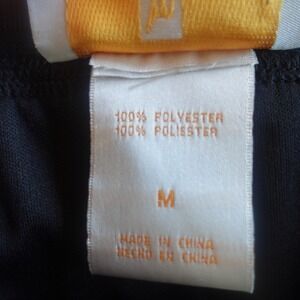 100% POLYESTER
100% POLIESTER
M
MADE IN CHINA
HECHO EN CHINA